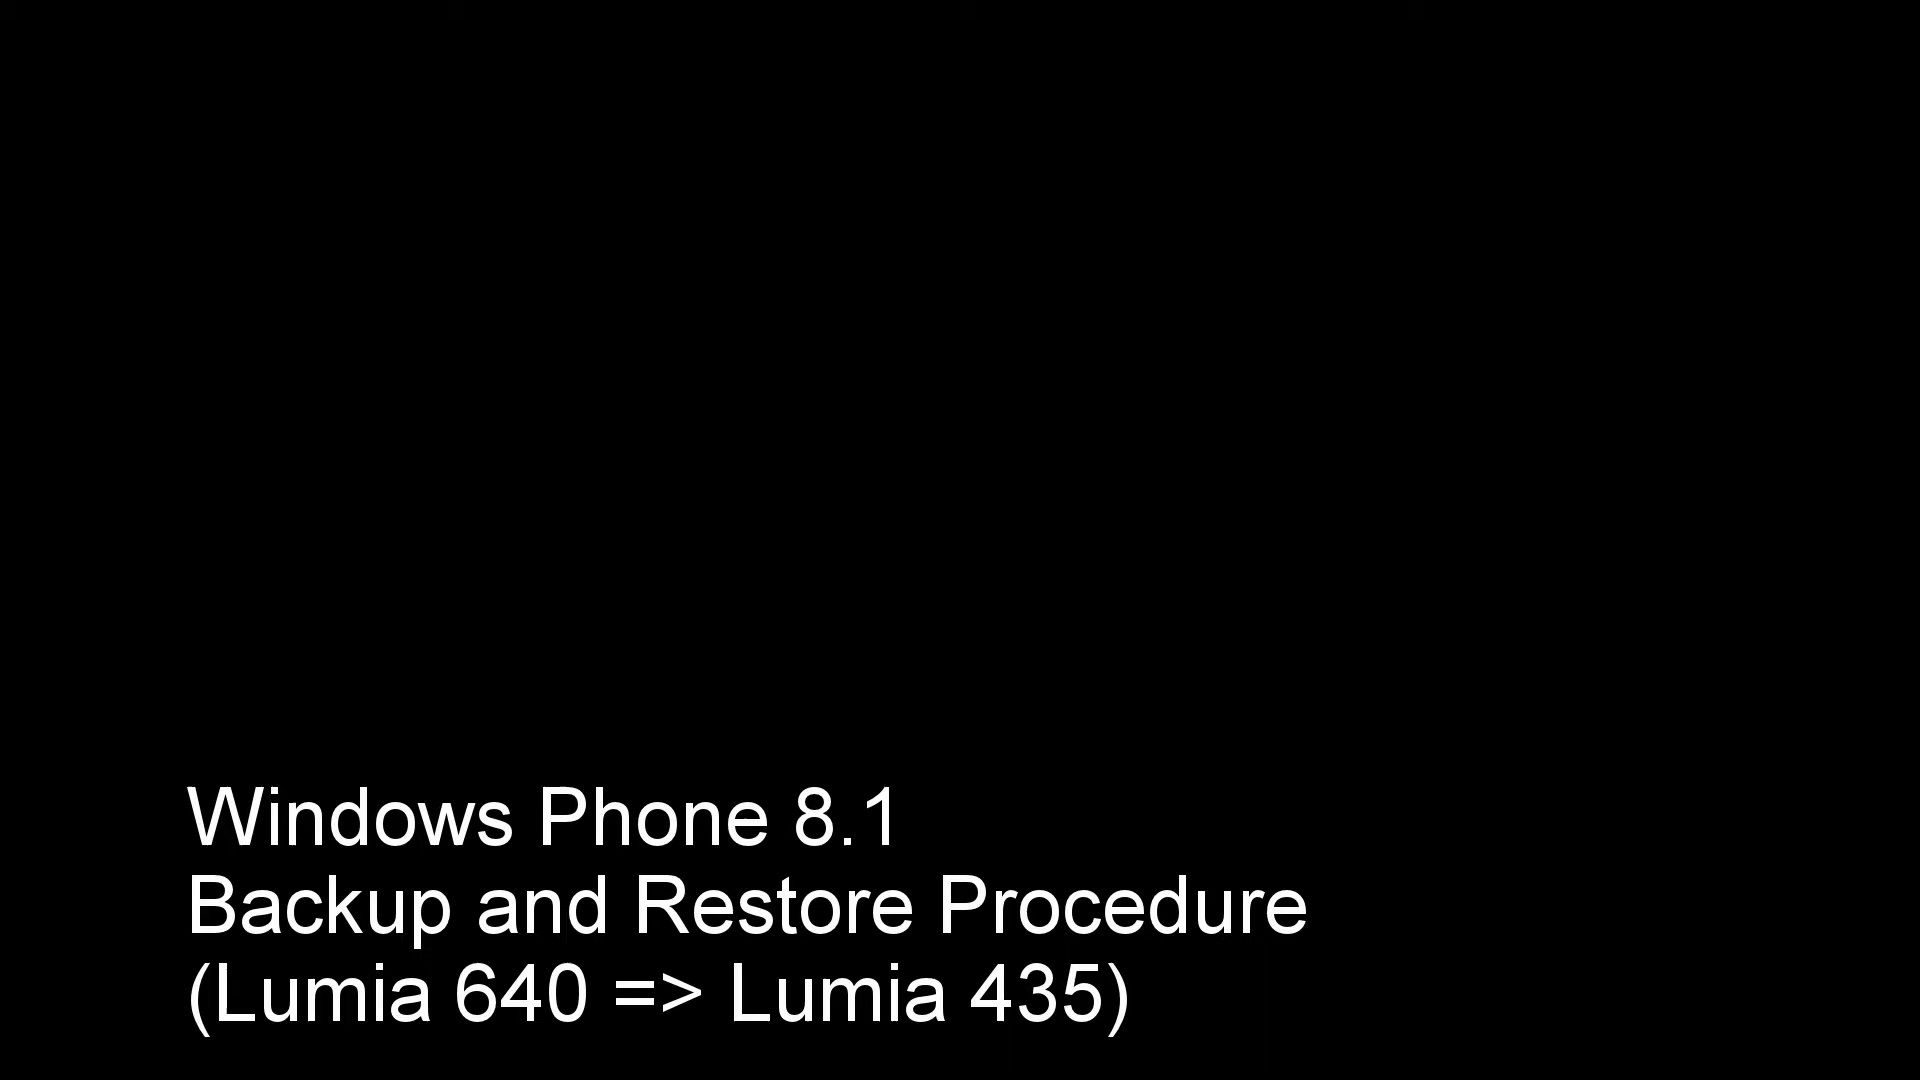 Windows Phone 8.1
Backup and Restore Procedure
(Lumia 640 => Lumia 435)